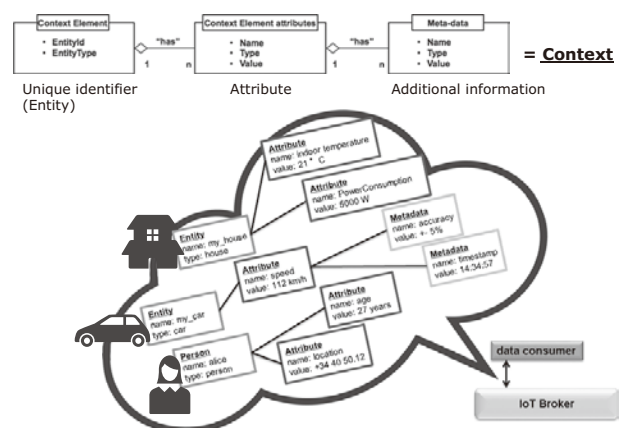 Context Element
• EntityId
• EntityType
"has"
1 n
Context Element attributes
• Name
• Type
• Value
"has"
1 n
Meta-data
• Name
• Type
• Value
= Context
Unique identifier
(Entity)
Attribute
Additional information
Attribute
name: indoor temperature
value: 21° C
Attribute
name: PowerConsumption
value: 5000 W
Entity
name: my_house
type: house
Metadata
name: accuracy
value: +- 5%
Metadata
name: timestamp
value: 14:34:57
Attribute
name: speed
value: 112 km/h
Entity
name: my_car
type: car
Attribute
name: age
value: 27 years
Person
name: alice
type: person
Attribute
name: location
value: +34 40 50.12
data consumer
IoT Broker